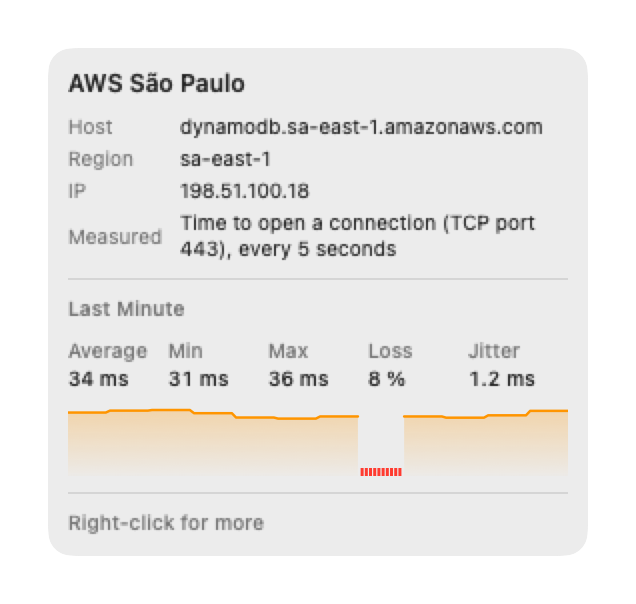 AWS São Paulo
Host dynamodb.sa-east-1.amazonaws.com
Region sa-east-1
IP 198.51.100.18
Measured Time to open a connection (TCP port
443), every 5 seconds
Last Minute
Average Min Max Loss Jitter
34 ms 31 ms 36 ms 8 % 1.2 ms
Right-click for more